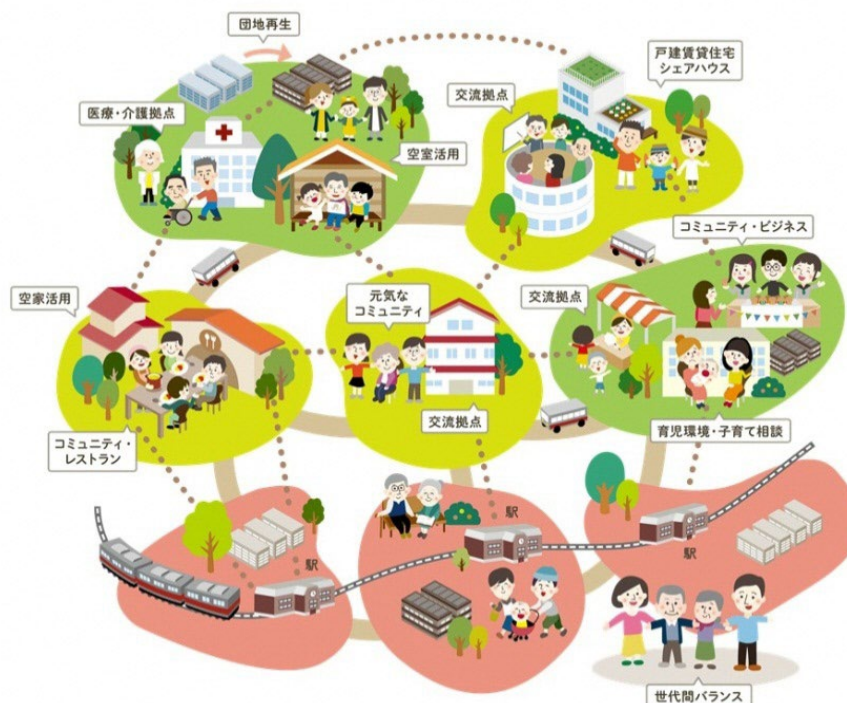 団地再生
戸建賃貸住宅
シェアハウス
医療・介護拠点
交流拠点
空室活用
コミュニティ・ビジネス
空家活用
元気な
コミュニティ
交流拠点
交流拠点
コミュニティ・
レストラン
育児環境・子育て相談
駅
駅
駅
世代間バランス